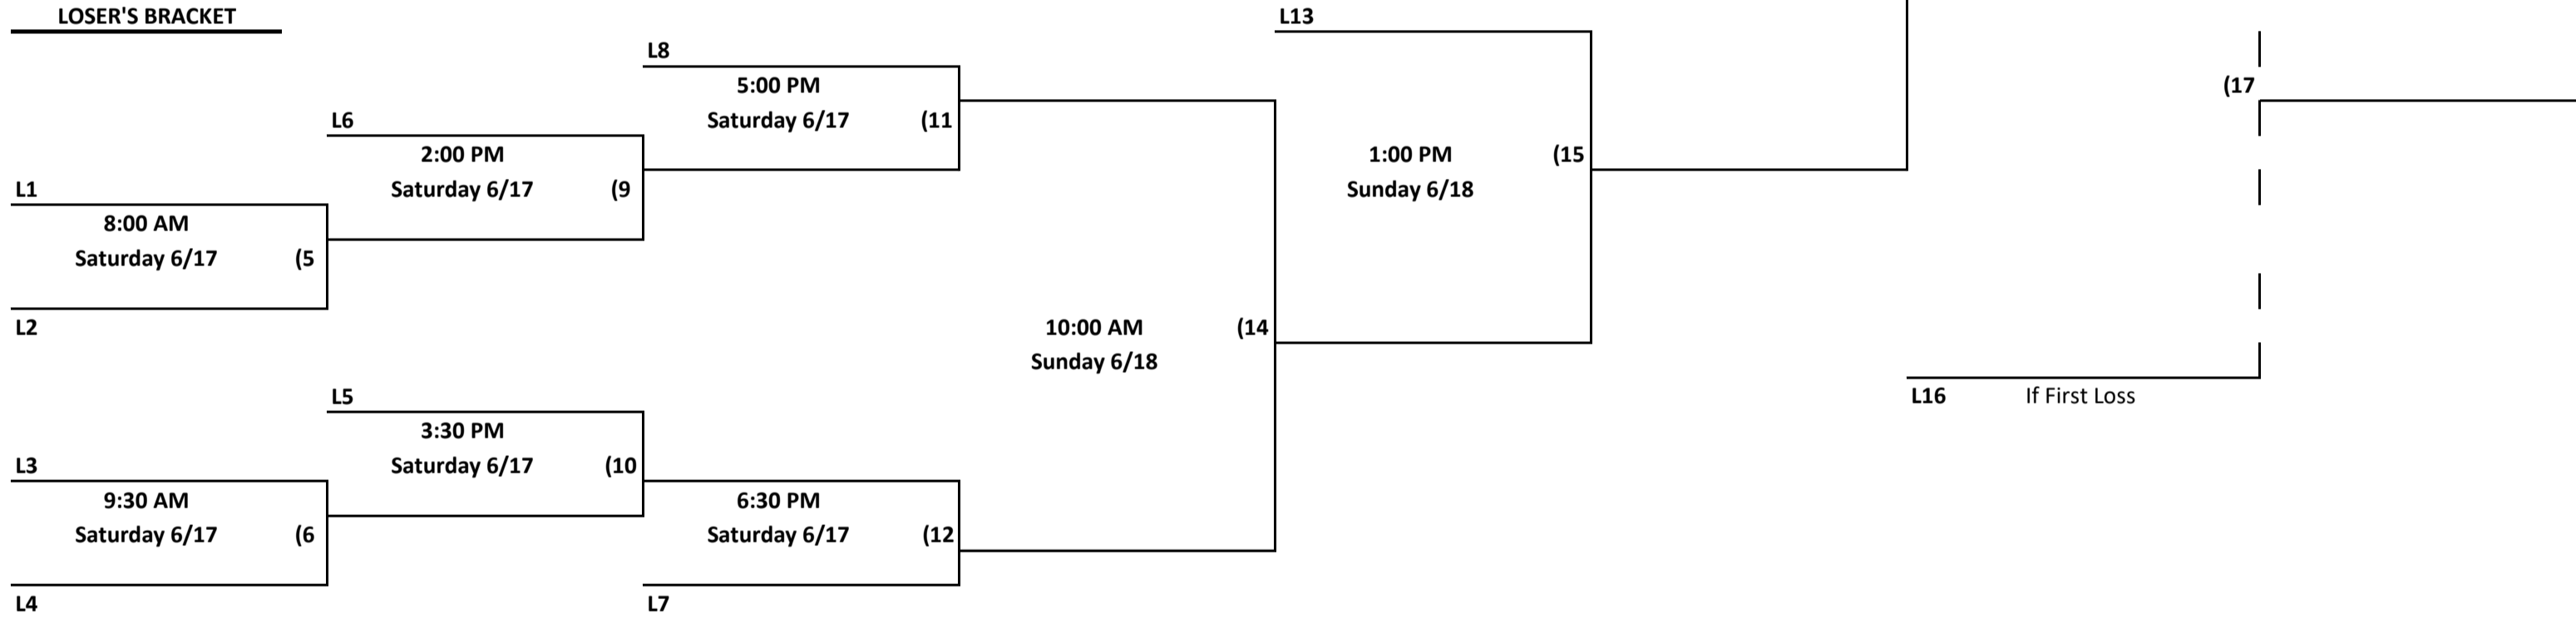 LOSER'S BRACKET
L13
L8
5:00 PM
(17
L6
Saturday 6/17 (11
2:00 PM
1:00 PM (15
L1
Saturday 6/17 (9
Sunday 6/18
8:00 AM
Saturday 6/17 (5
L2
10:00 AM (14
Sunday 6/18
L5
L16 If First Loss
3:30 PM
L3
Saturday 6/17 (10
9:30 AM
6:30 PM
Saturday 6/17 (6
Saturday 6/17 (12
L4
L7